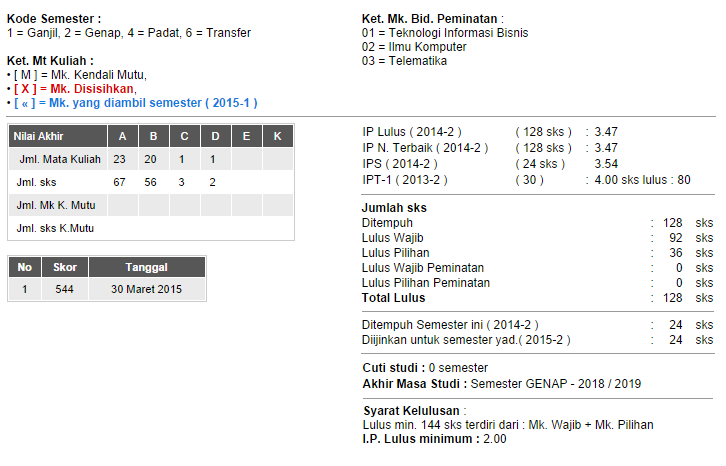 Kode Semester :
1 = Ganjil, 2 = Genap, 4 = Padat, 6 = Transfer
Ket. Mt Kuliah :
• [ M ] = Mk. Kendali Mutu,
• [ X ] = Mk. Disisihkan,
• [ « ] = Mk. yang diambil semester ( 2015-1 )
Ket. Mk. Bid. Peminatan :
01 = Teknologi Informasi Bisnis
02 = Ilmu Komputer
03 = Telematika
Nilai Akhir A B C D E K
Jml. Mata Kuliah 23 20 1 1
Jml. sks 67 56 3 2
Jml. Mk K. Mutu
Jml. sks K.Mutu
No Skor Tanggal
1 544 30 Maret 2015
IP Lulus ( 2014-2 ) ( 128 sks ) : 3.47
IP N. Terbaik ( 2014-2 ) ( 128 sks ) : 3.47
IPS ( 2014-2 ) ( 24 sks ) 3.54
IPT-1 ( 2013-2 ) ( 30 ) : 4.00 sks lulus : 80
Jumlah sks
Ditempuh : 128 sks
Lulus Wajib : 92 sks
Lulus Pilihan : 36 sks
Lulus Wajib Peminatan : 0 sks
Lulus Pilihan Peminatan : 0 sks
Total Lulus : 128 sks
Ditempuh Semester ini ( 2014-2 ) : 24 sks
Diijinkan untuk semester yad.( 2015-2 ) : 24 sks
Cuti studi : 0 semester
Akhir Masa Studi : Semester GENAP - 2018 / 2019
Syarat Kelulusan :
Lulus min. 144 sks terdiri dari : Mk. Wajib + Mk. Pilihan
I.P. Lulus minimum : 2.00